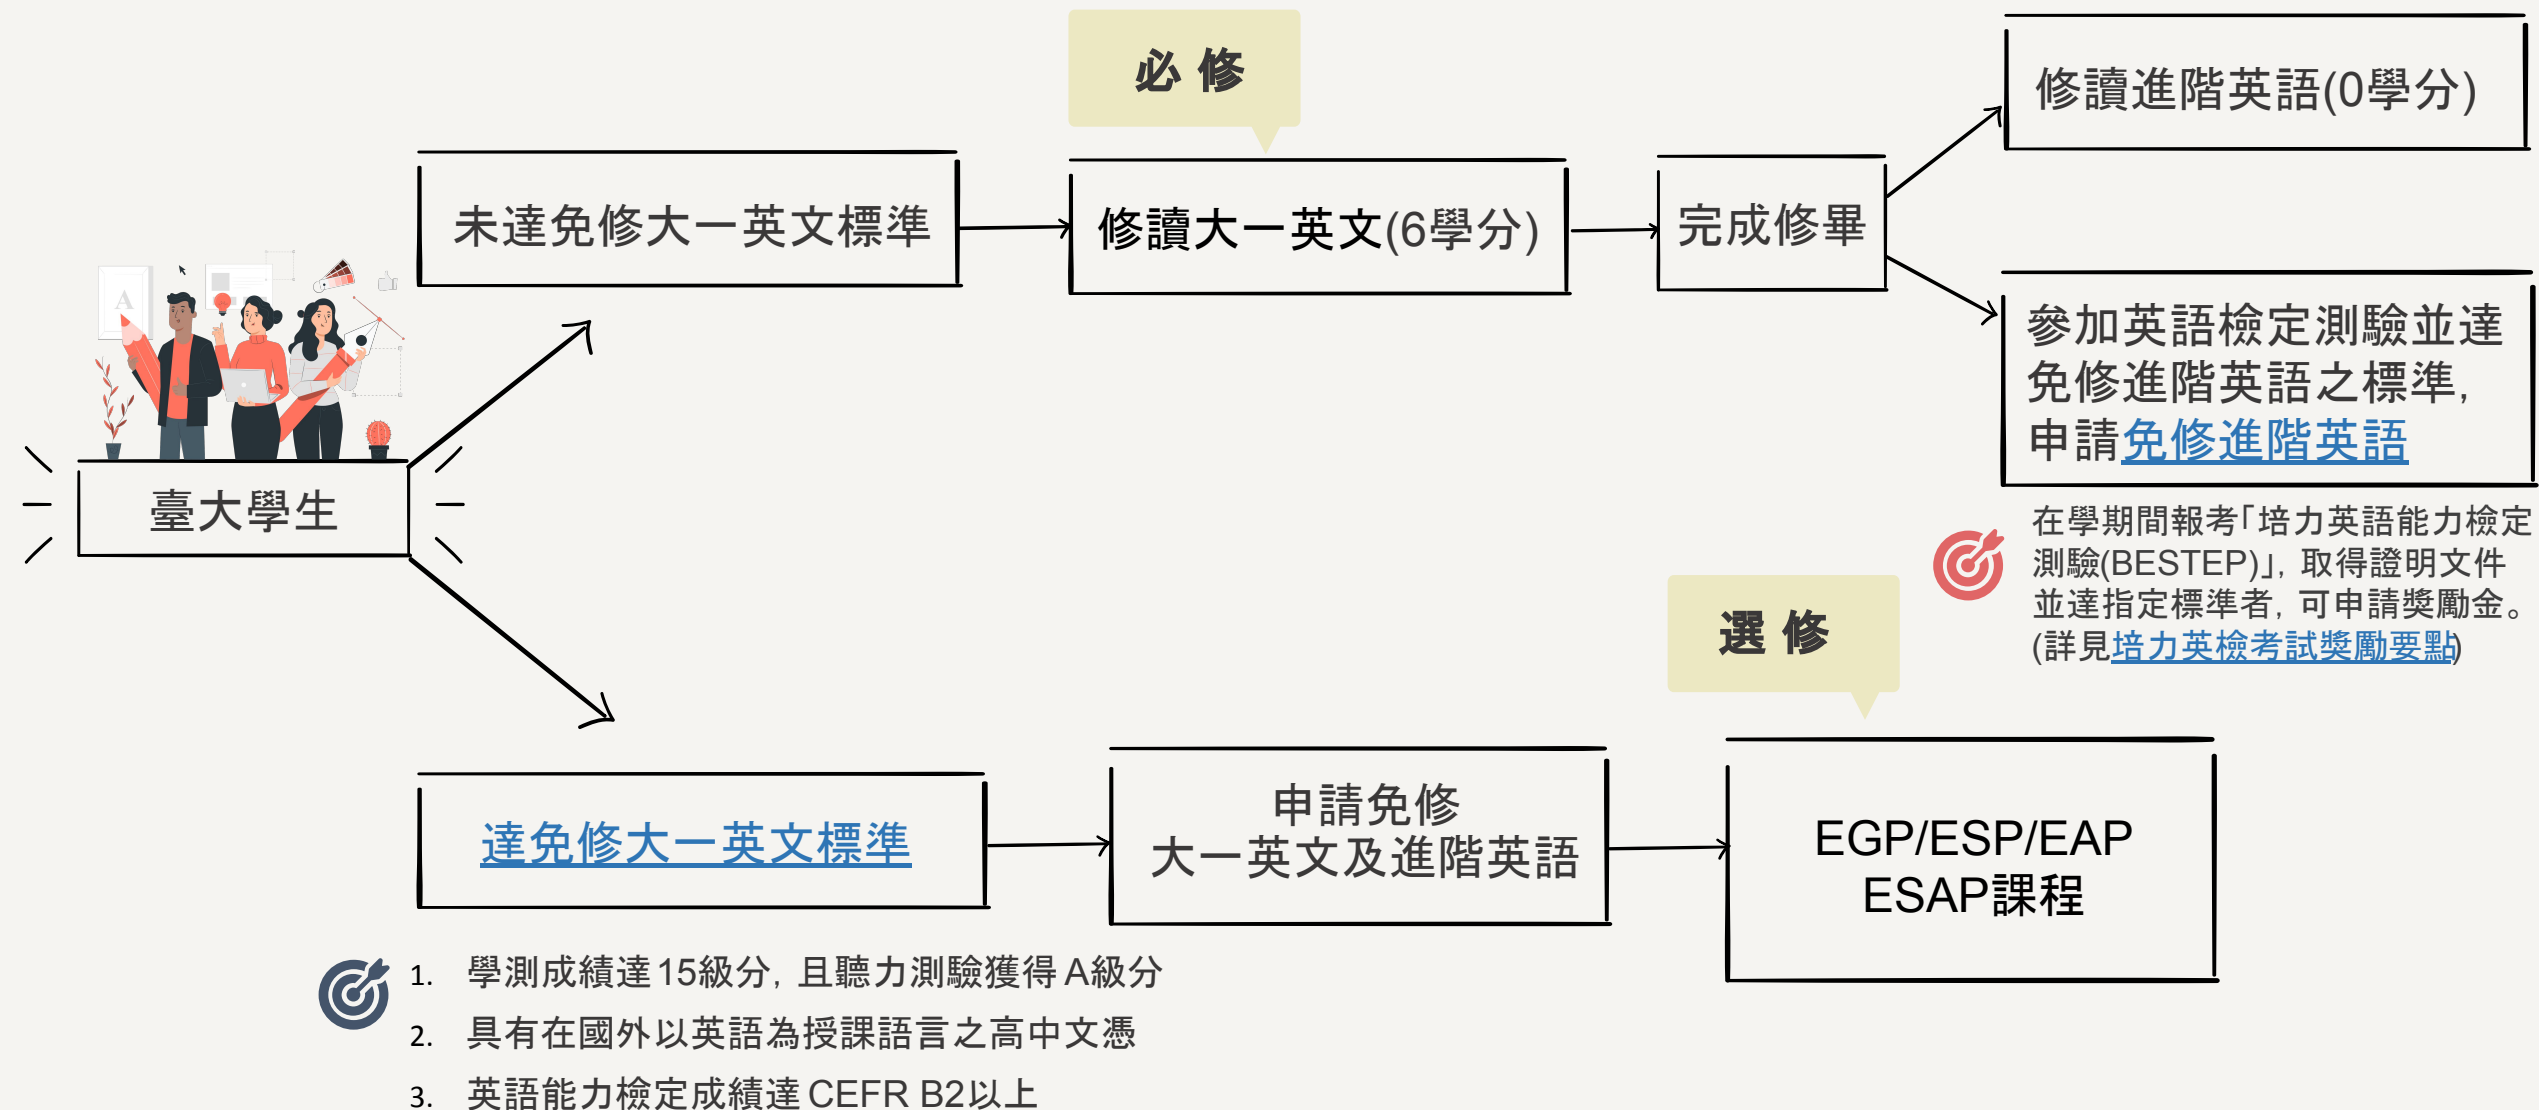 必修
未達免修大一英文標準
修讀大一英文(6學分)
完成修畢
修讀進階英語(0學分)
參加英語檢定測驗並達
免修進階英語之標準,
申請免修進階英語
在學期間報考「培力英語能力檢定
測驗(BESTEP)」, 取得證明文件
並達指定標準者, 可申請獎勵金。
(詳見培力英檢考試獎勵要點)
A
臺大學生
選修
達免修大一英文標準
申請免修
大一英文及進階英語
EGP/ESP/EAP
ESAP課程
1. 學測成績達15級分, 且聽力測驗獲得A級分
2. 具有在國外以英語為授課語言之高中文憑
3. 英語能力檢定成績達CEFR B2以上